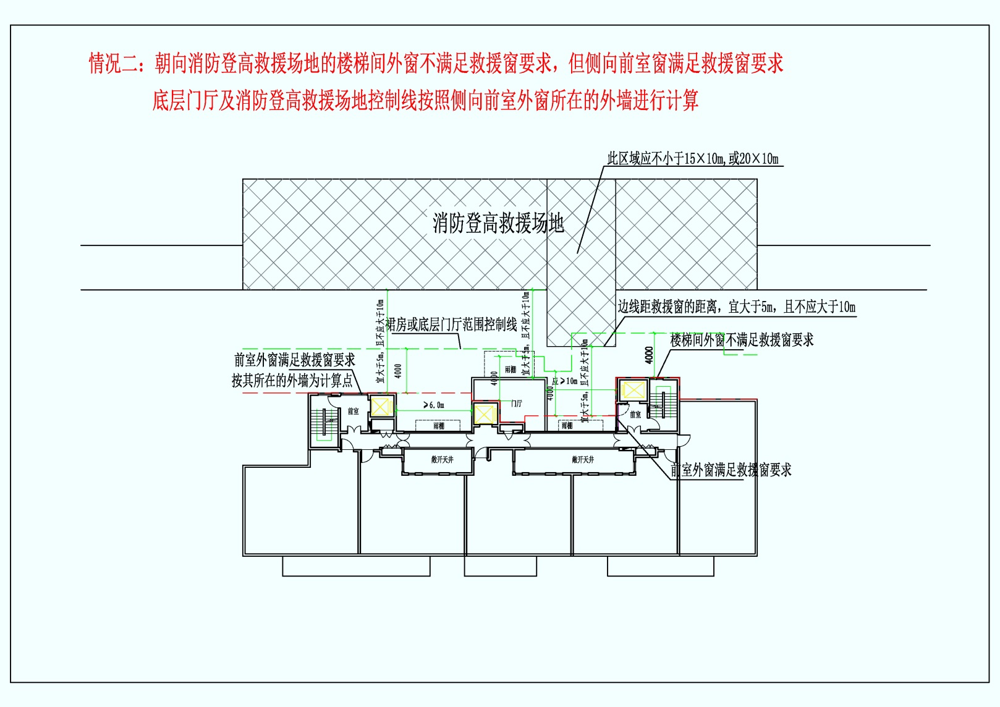 情况二：朝向消防登高救援场地的楼梯间外窗不满足救援窗要求，但侧向前室窗满足救援窗要求
底层门厅及消防登高救援场地控制线按照侧向前室外窗所在的外墙进行计算
此区域应不小于15×10m,或20×10m
消防登高救援场地
宜大于5m，且不应大于10m
宜大于5m，且不应大于10m
边线距救援窗的距离，宜大于5m，且不应大于10m
裙房或底层门厅范围控制线
宜大于5m，且不应大于10m
楼梯间外窗不满足救援窗要求
前室外窗满足救援窗要求
按其所在的外墙为计算点
4000
4000
4000
4000
雨棚
应≥10m
≥6.0m
门厅
前室
前室
雨棚
雨棚
敞开天井
敞开天井
前室外窗满足救援窗要求